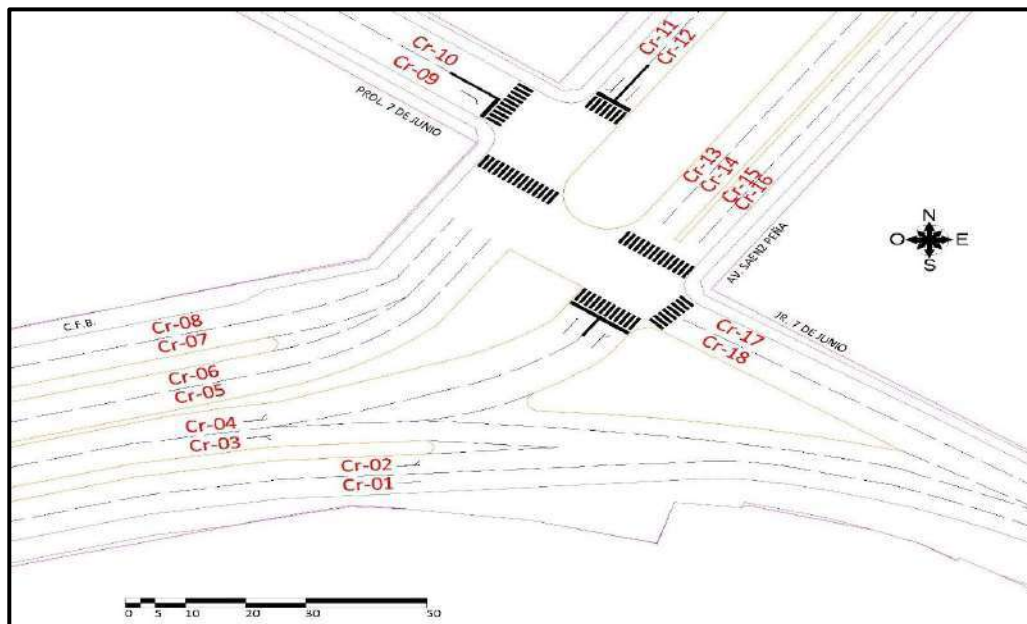 Cr-11
Cr-12
Cr-10
Cr-09
PROL. 7 DE JUNIO
Cr-13
Cr-14
Cr-15
Cr-16
AV. SAENZ PEÑA
N
O E
S
C.F.B.
Cr-08
Cr-07
Cr-06
Cr-05
Cr-04
Cr-03
Cr-02
Cr-01
JR. 7 DE JUNIO
Cr-17
Cr-18
0 5 10 20 30 50